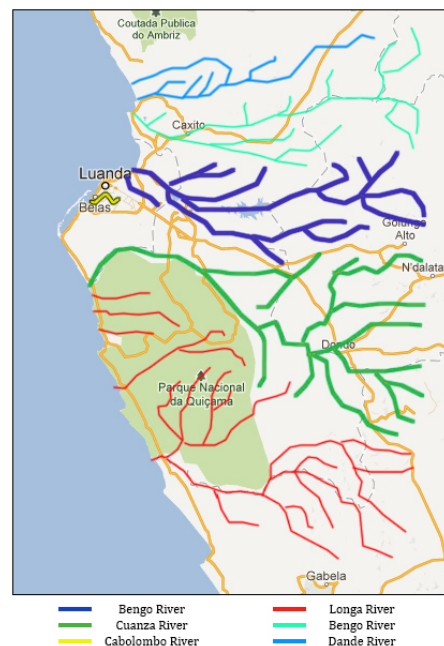 Coutada Publica
do Ambriz
Caxito
Luanda
Belas
Golungo
Alto
N'dalata
Dondo
Parque Nacional
da Quiçama
Gabela
Bengo River
Longa River
Cuanza River
Bengo River
Cabolombo River
Dande River